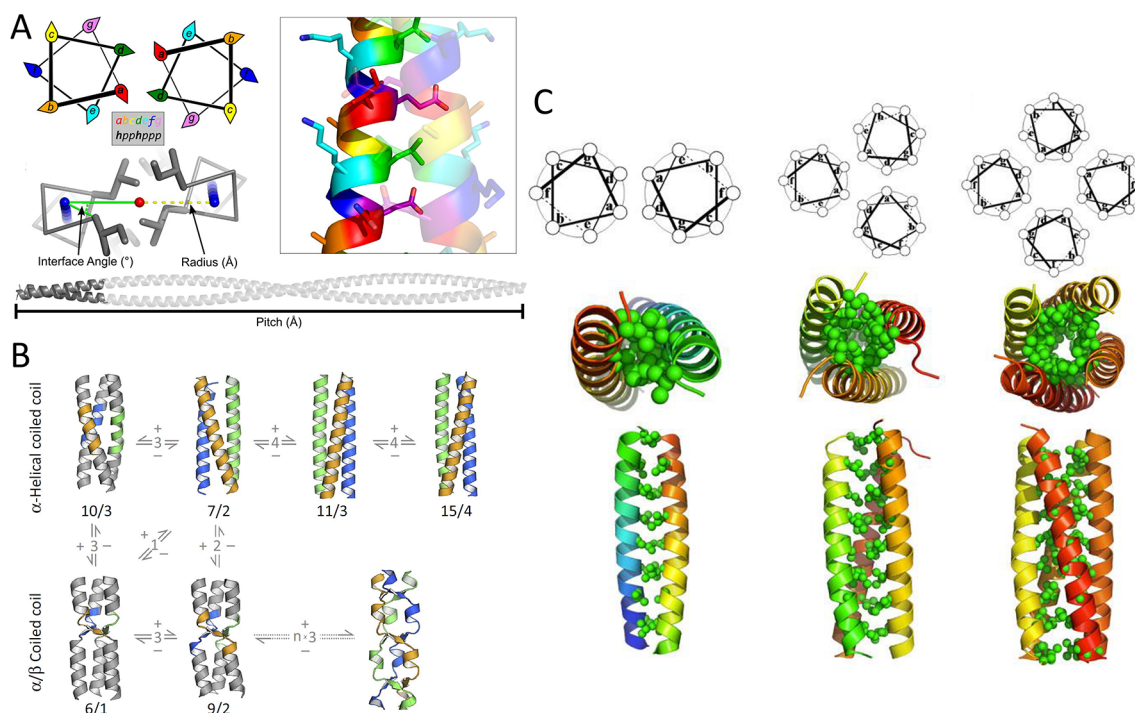 A
g
c
d
f
b
a
e
e
b
a
f
d
c
g
abcdefg
hpphppp
Interface Angle (°)
Radius (Å)
Pitch (Å)
B
α-Helical coiled coil
+
3
−
+
4
−
+
4
−
10/3
7/2
11/3
15/4
+ 3 −
+
1
−
+ 2 −
α/β Coiled coil
+
3
−
+
n×3
−
6/1
9/2
C
c
g
d
f
a
b
e
e
b
a
f
d
g
c